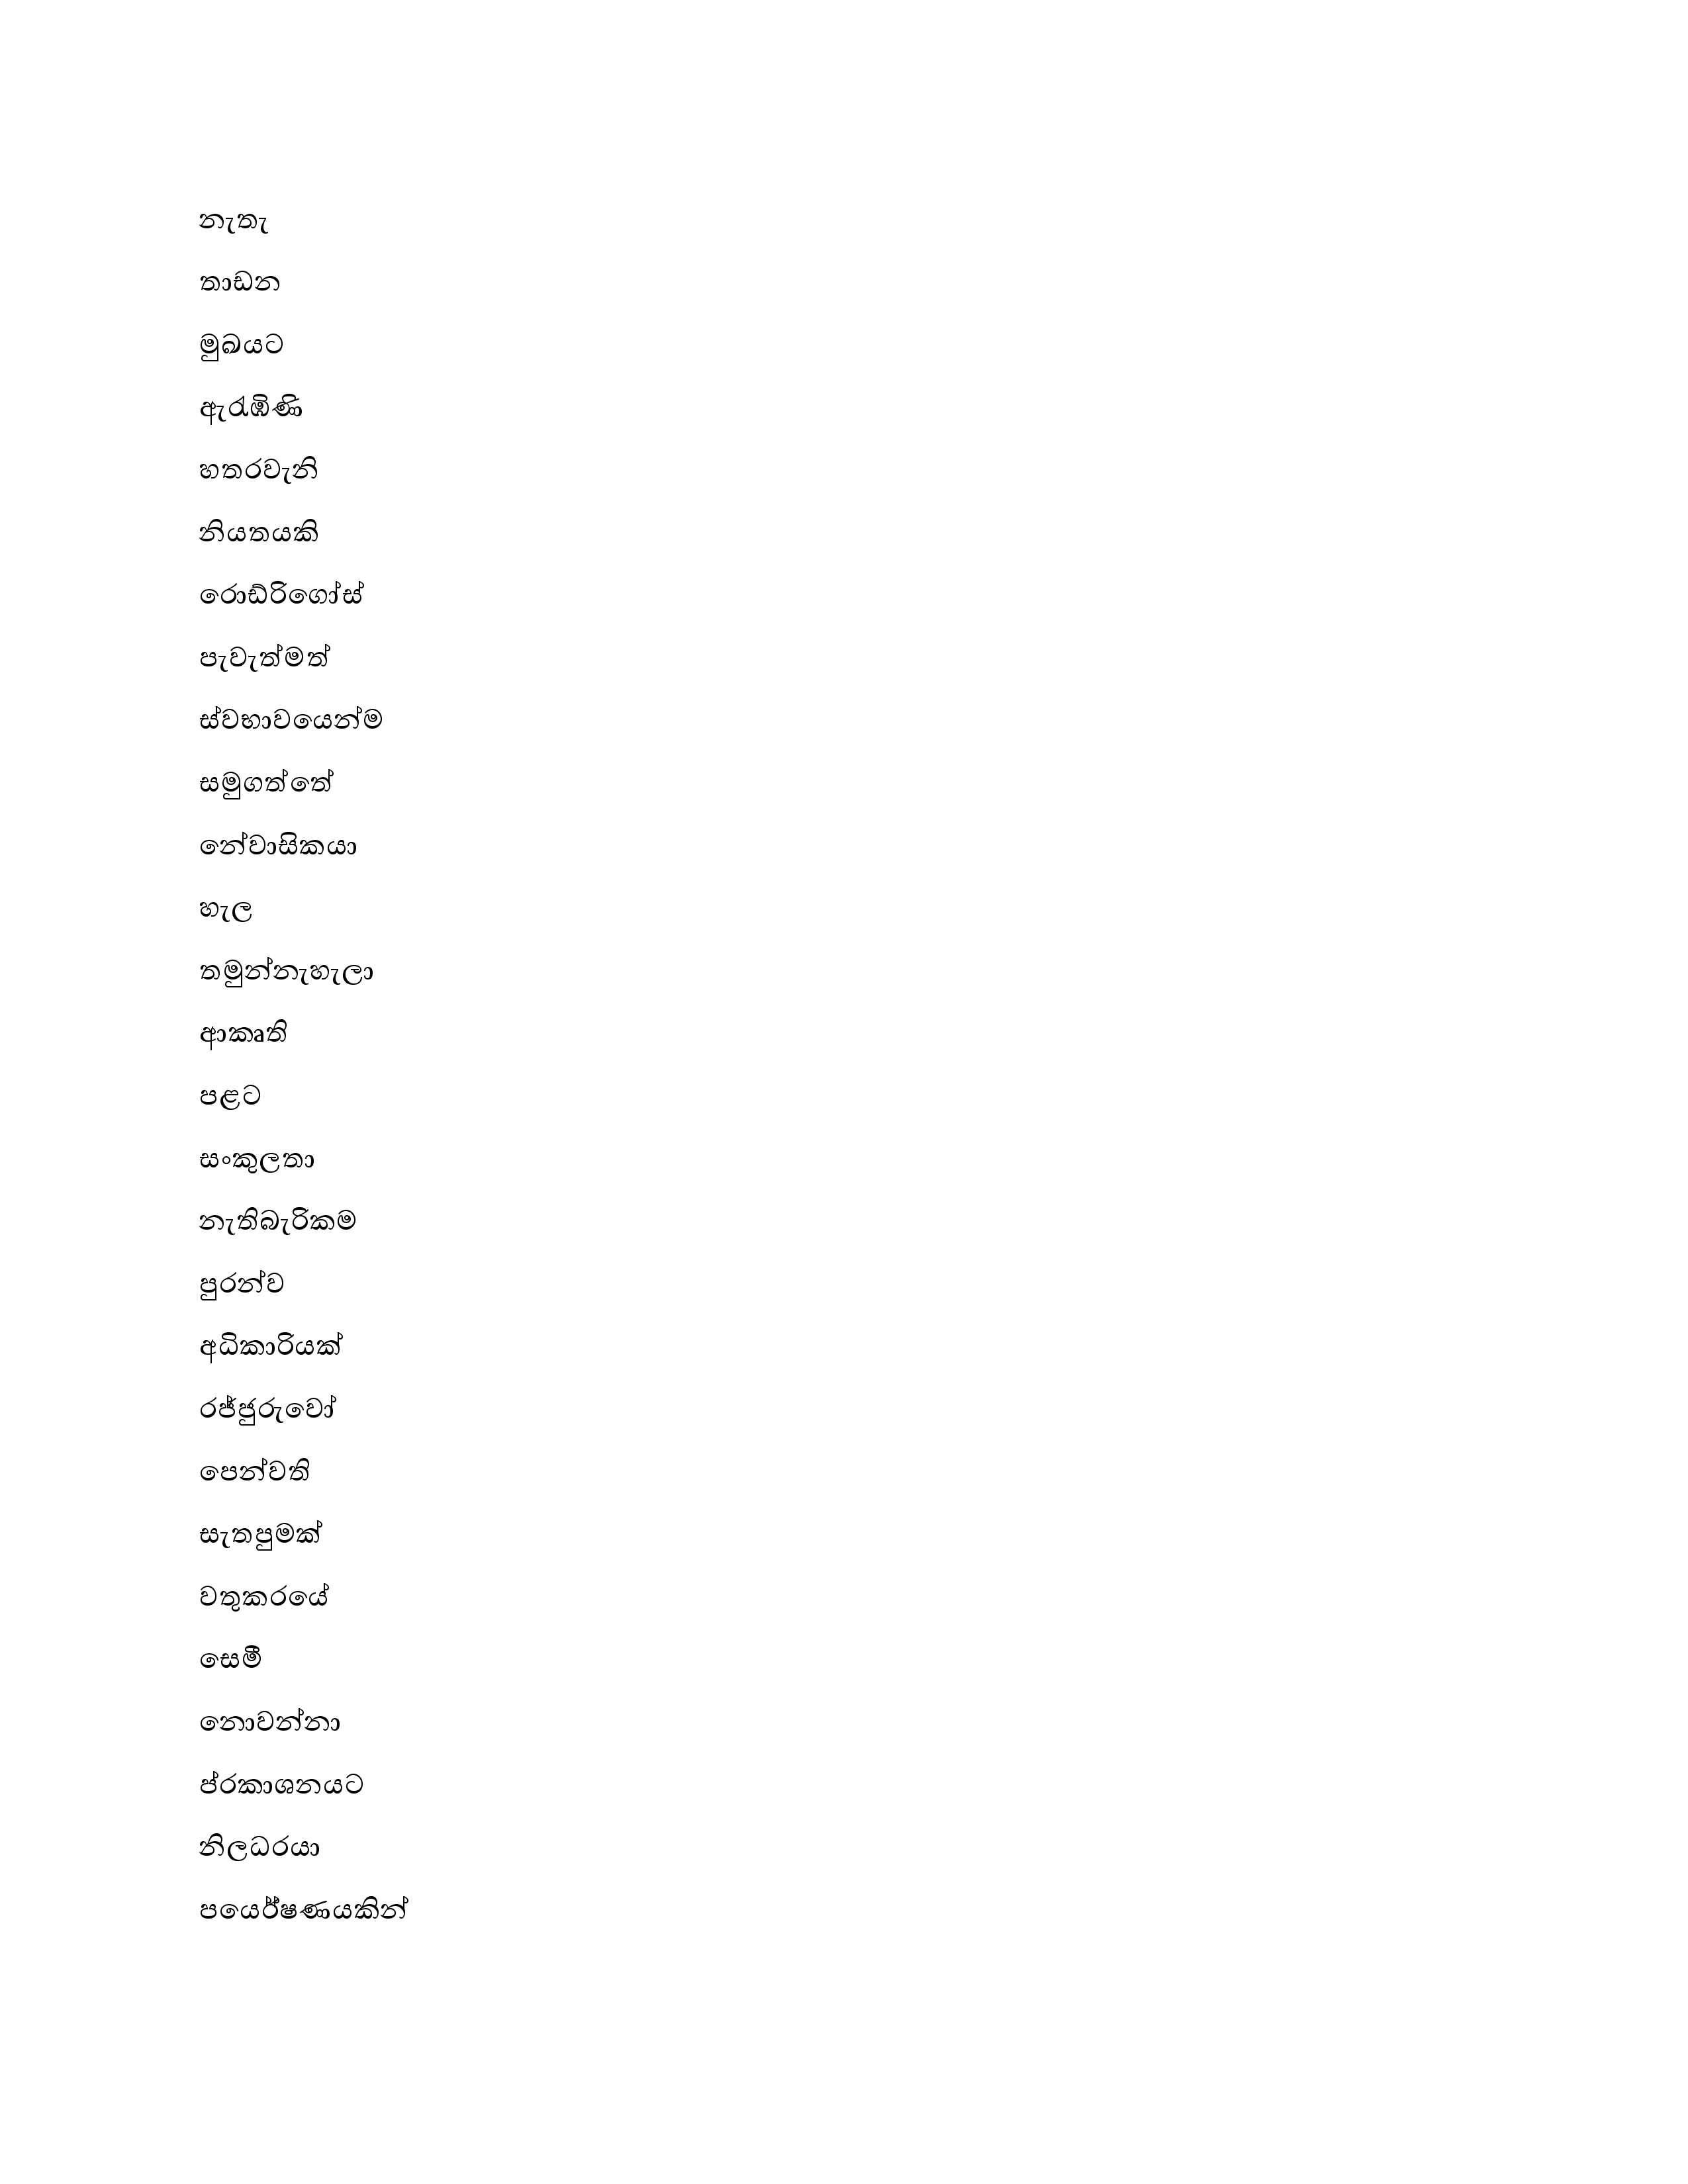 නැතැ
තාඩන
මුඛයට
ඇරැඹිණි
හතරවැනි
නියතයකි
රොඩ්රිගෝස්
පැවැත්මත්
ස්වභාවයෙන්ම
සමුගත්තේ
නේවාසිකයා
හැල
තමුන්නැහැලා
ආකෘති
පළට
සංකුලතා
නැතිබැරිකම
පුරන්ව
අධිකාරියක්
රජ්ජුරුවෝ
පෙන්වති
සැතපුමක්
වතුකරයේ
සෙමී
නොවන්නා
ප්රකාශනයට
නිලධරයා
පර්යේෂණයකින්